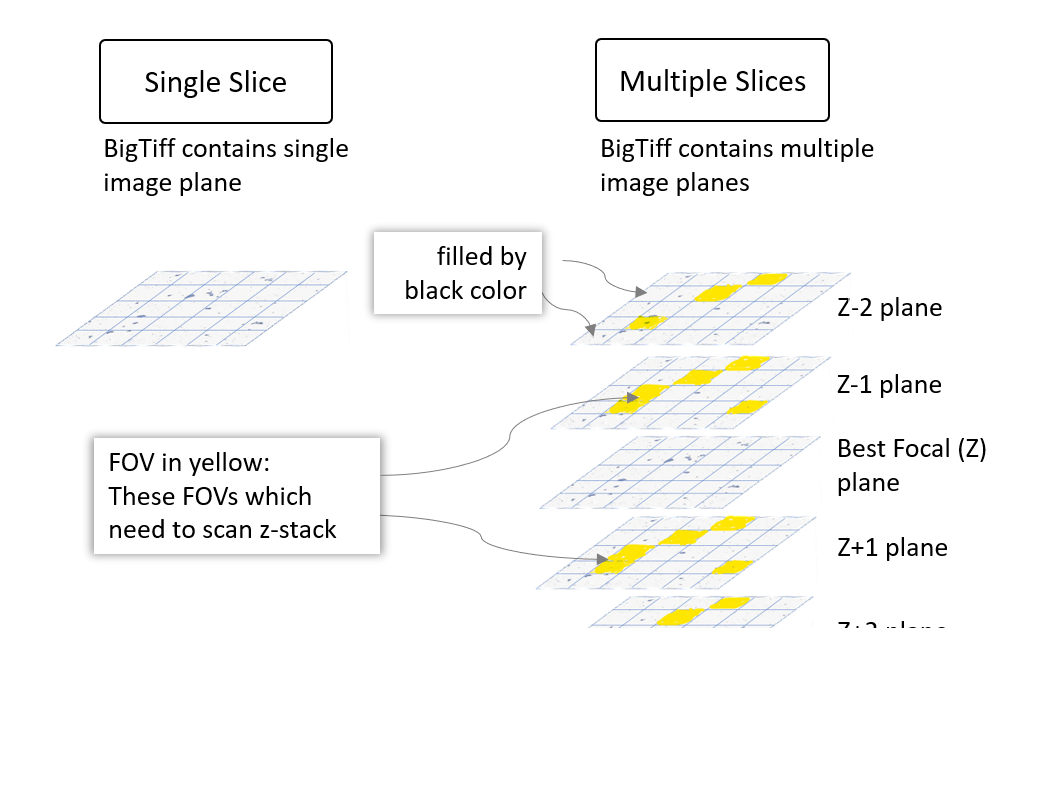 Single Slice
BigTiff contains single
image plane
Multiple Slices
BigTiff contains multiple
image planes
filled by
black color
Z-2 plane
Z-1 plane
FOV in yellow:
These FOVs which
need to scan z-stack
Best Focal (Z)
plane
Z+1 plane